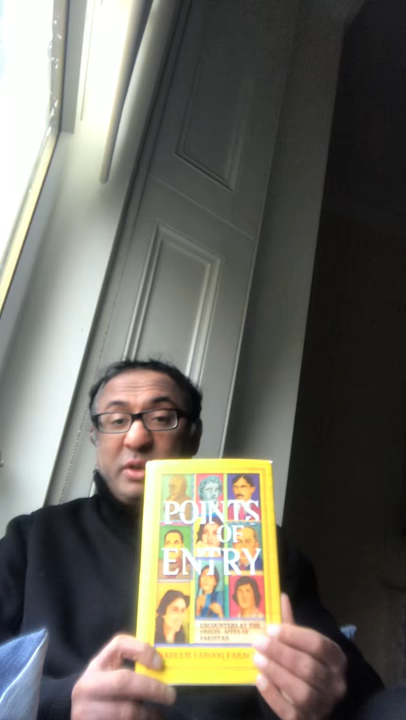 POINTS
OF
ENTRY
ENCOUNTERS AT THE
ORIGIN-SITES OF
PAKISTAN
NADEEM FAROOQ PARACHA